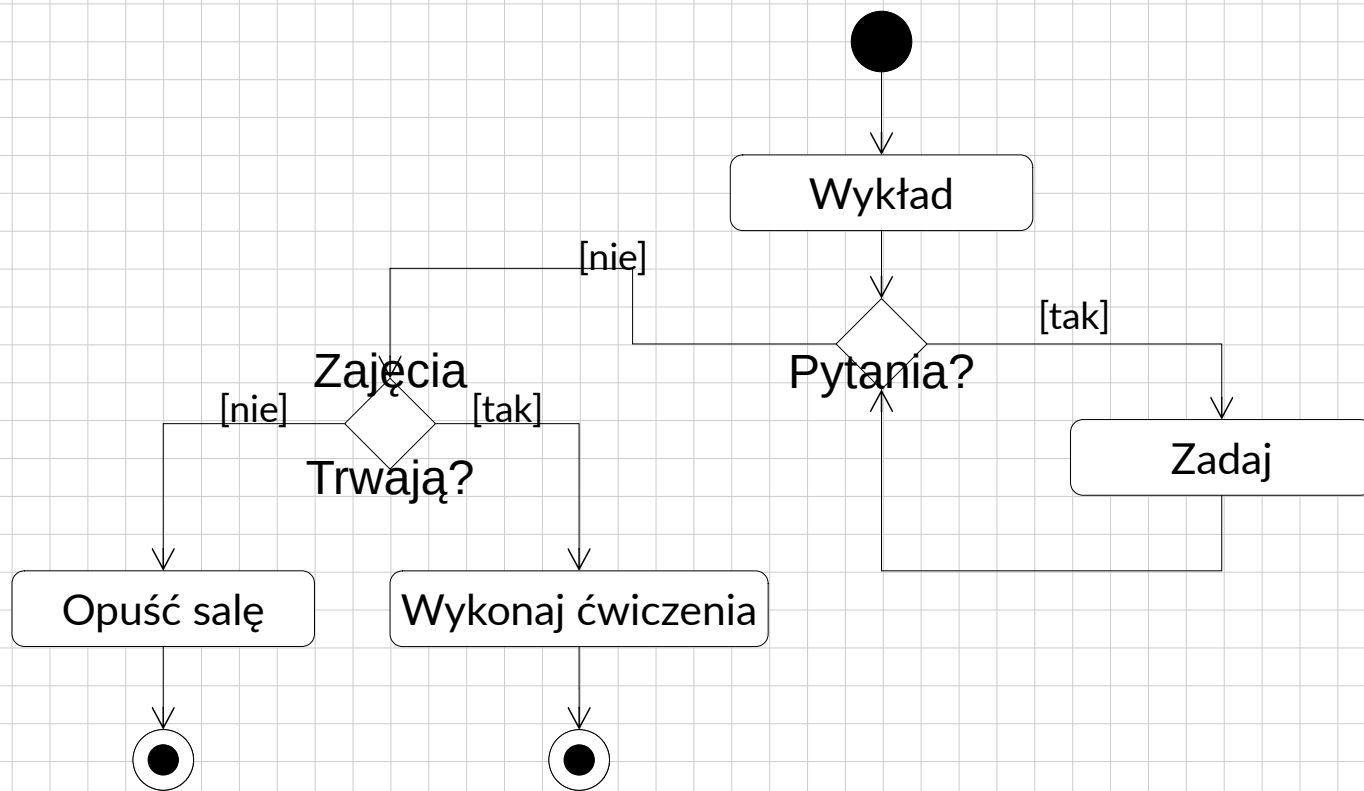 Wykład
[nie]
[tak]
Zajęcia
Pytania?
[nie]
[tak]
Zadaj
Trwają?
Opuść salę
Wykonaj ćwiczenia